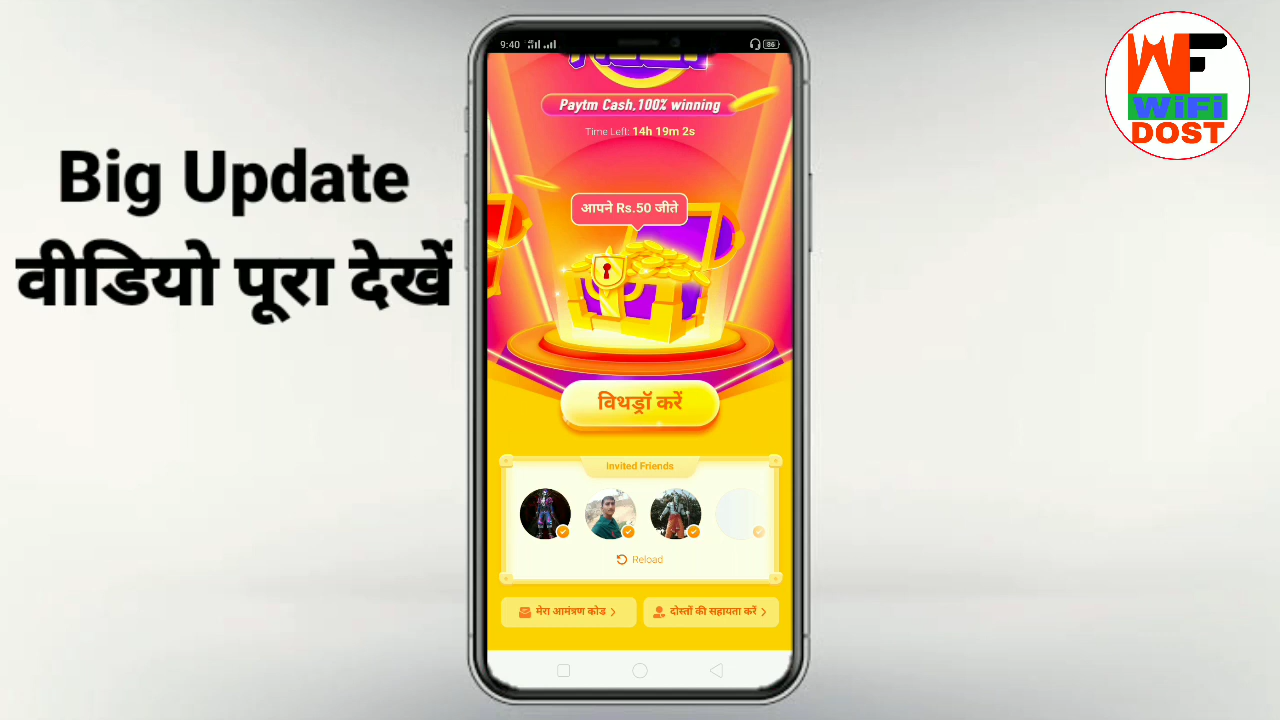 Big Update
वीडियो पूरा देखें
9:40
86
Paytm Cash,100% winning
Time Left: 14h 19m 2s
आपने Rs.50 जीते
विथड्रॉ करें
Invited Friends
Reload
मेरा आमंत्रण कोड
दोस्तों की सहायता करें
WF
WiFi
DOST